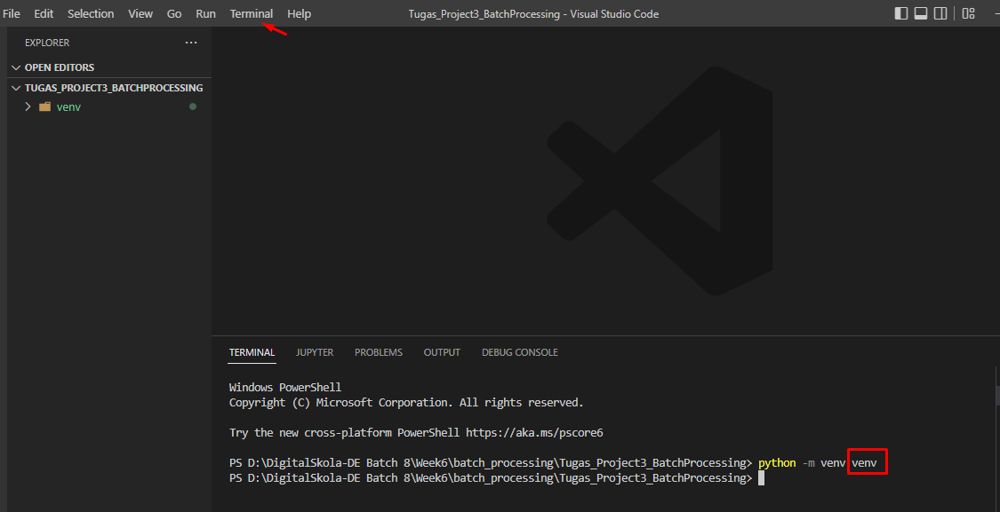 File Edit Selection View Go Run Terminal Help Tugas_Project3_BatchProcessing - Visual Studio Code
EXPLORER
OPEN EDITORS
TUGAS_PROJECT3_BATCHPROCESSING
venv
TERMINAL JUPYTER PROBLEMS OUTPUT DEBUG CONSOLE
Windows PowerShell
Copyright (C) Microsoft Corporation. All rights reserved.
Try the new cross-platform PowerShell https://aka.ms/pscore6
PS D:\DigitalSkola-DE Batch 8\Week6\batch_processing\Tugas_Project3_BatchProcessing> python -m venv venv
PS D:\DigitalSkola-DE Batch 8\Week6\batch_processing\Tugas_Project3_BatchProcessing>